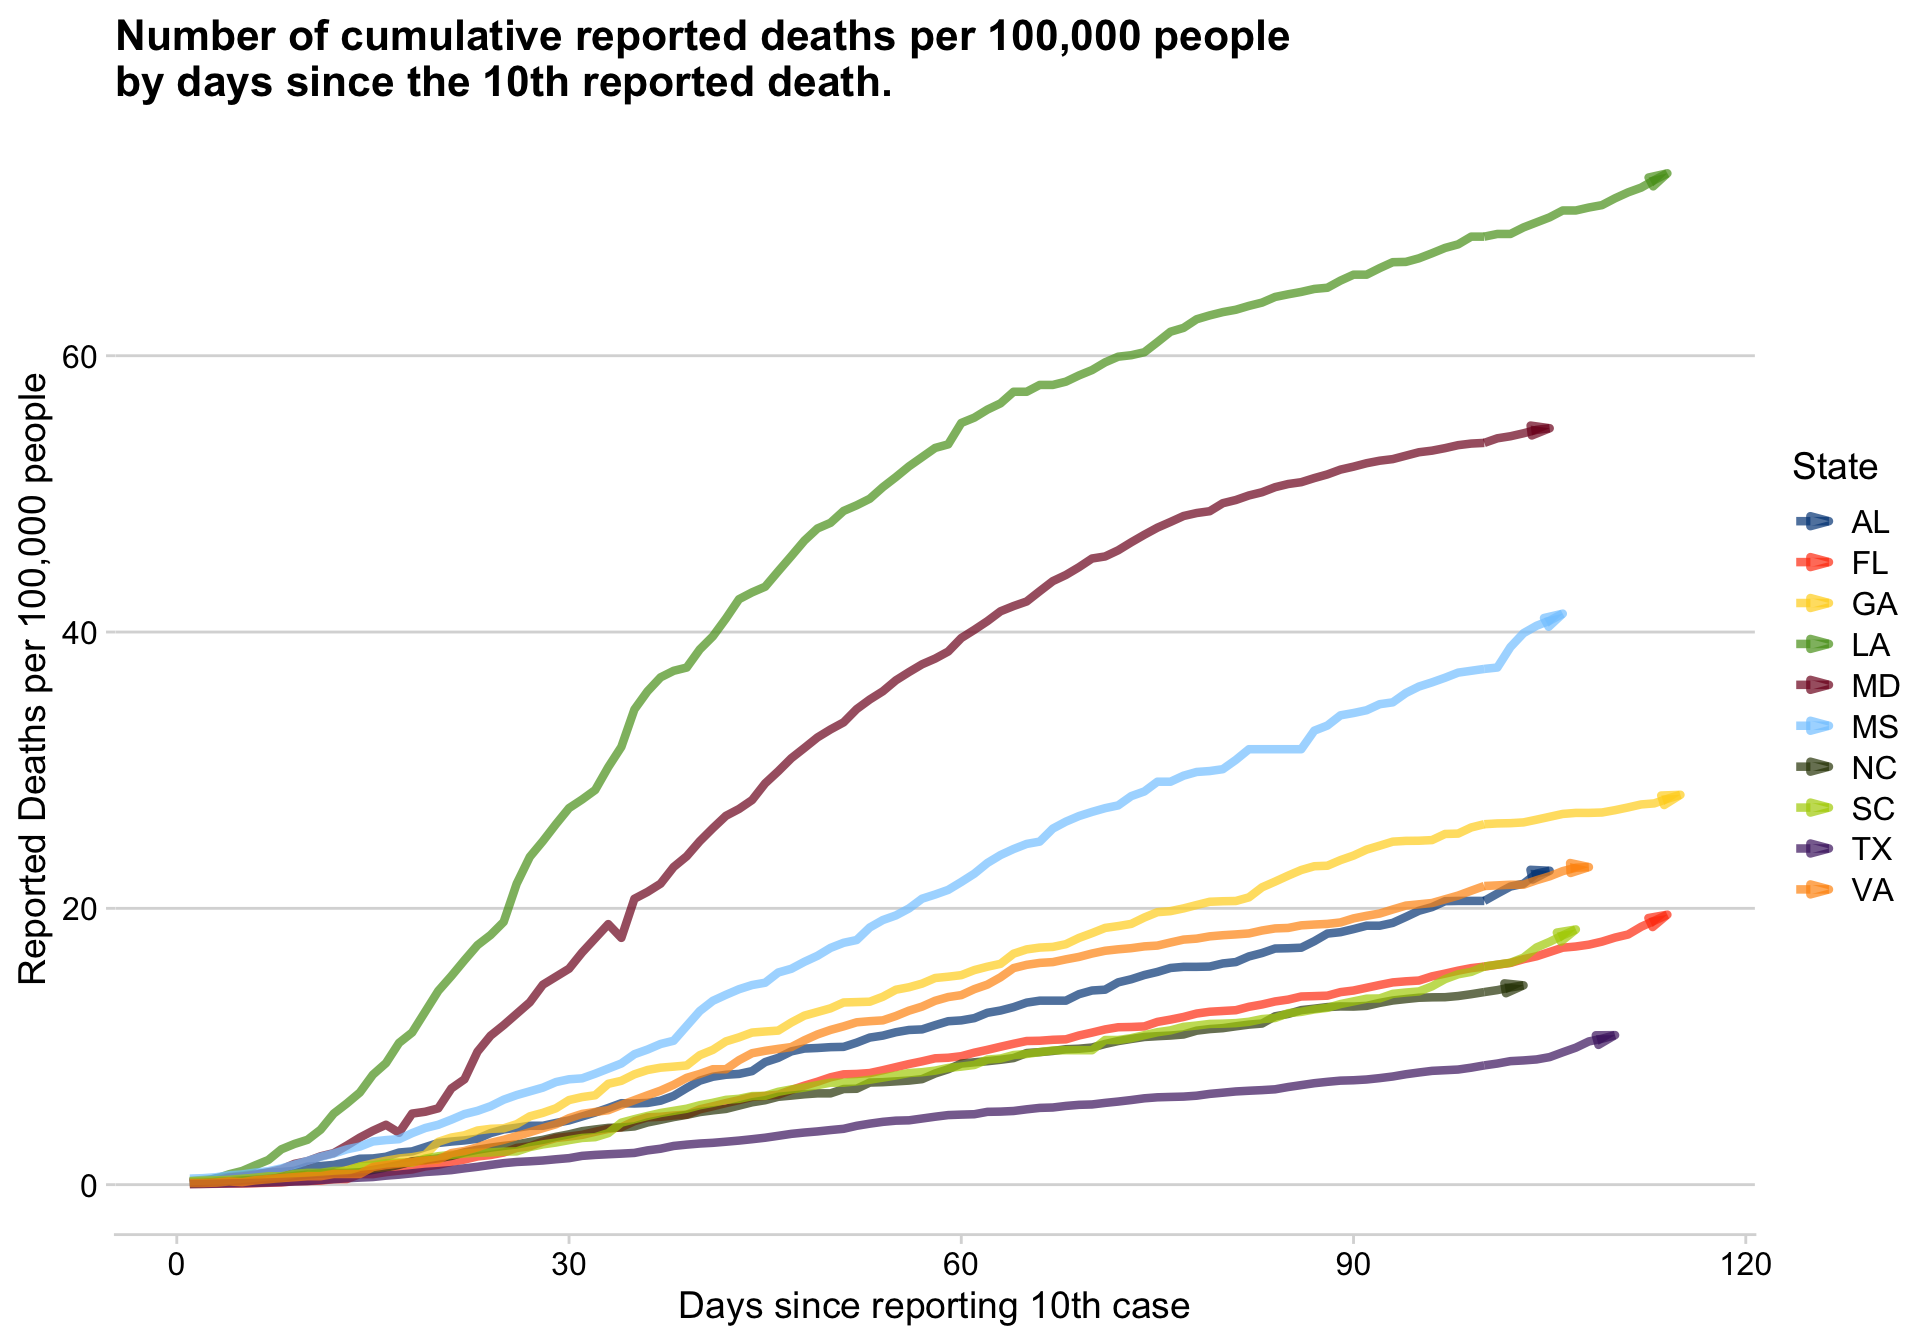 Number of cumulative reported deaths per 100,000 people
by days since the 10th reported death.
Reported Deaths per 100,000 people
60
40
20
0
0
30
60
90
120
Days since reporting 10th case
State
AL
FL
GA
LA
MD
MS
NC
SC
TX
VA